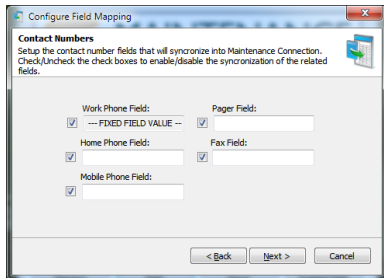 Configure Field Mapping
Contact Numbers
Setup the contact number fields that will syncronize into Maintenance Connection.
Check/Uncheck the check boxes to enable/disable the syncronization of the related
fields.
Work Phone Field:
Pager Field:
--- FIXED FIELD VALUE --
Home Phone Field:
Fax Field:
Mobile Phone Field:
< Back
Next >
Cancel